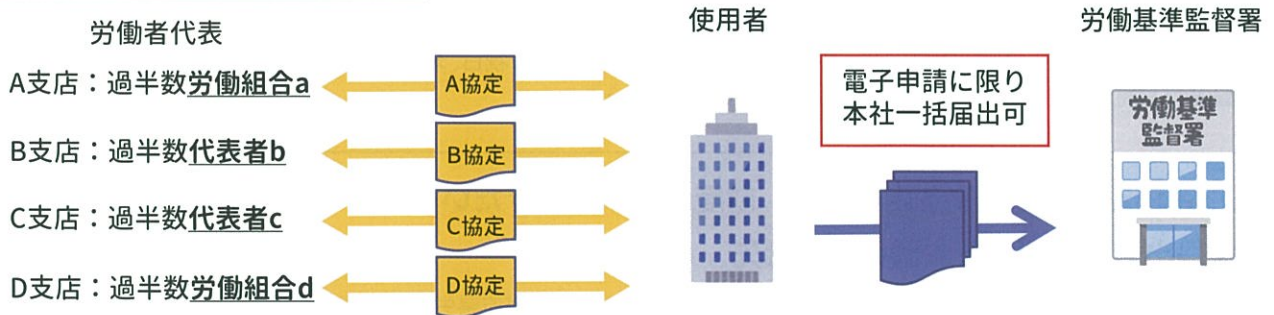 労働者代表
使用者
労働基準監督署
A支店：過半数労働組合a
A協定
B支店：過半数代表者b
B協定
C支店：過半数代表者c
C協定
D支店：過半数労働組合d
D協定
電子申請に限り
本社一括届出可
労働基準
監督署